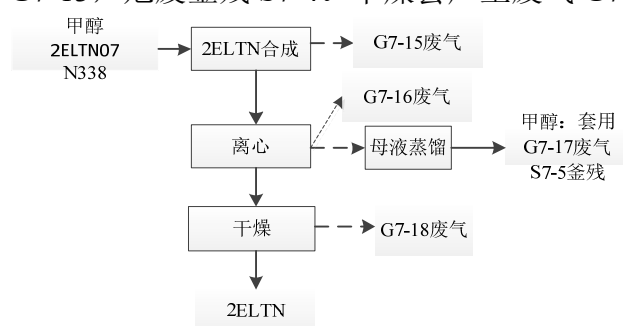 甲醇
2ELTN07
N338
2ELTN合成
G7-15废气
G7-16废气
离心
母液蒸馏
甲醇：套用
G7-17废气
S7-5釜残
干燥
G7-18废气
2ELTN